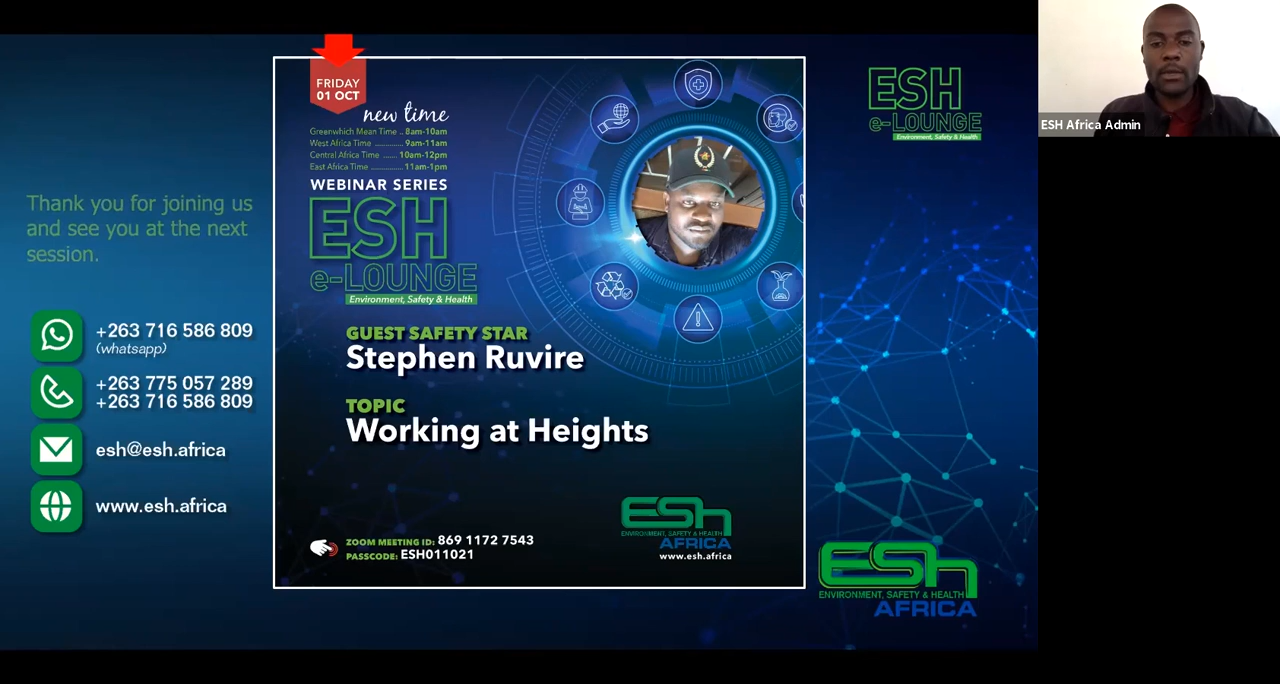 Thank you for joining us
and see you at the next
session.
+263 716 586 809
(whatsapp)
+263 775 057 289
+263 716 586 809
esh@esh.africa
www.esh.africa
FRIDAY
01 OCT
new time
Greenwhich Mean Time .. 8am-10am
West Africa Time ............. 9am-11am
Central Africa Time ...... 10am-12pm
East Africa Time ............... 11am-1pm
WEBINAR SERIES
ESH
e-LOUNGE
Environment, Safety & Health
GUEST SAFETY STAR
Stephen Ruvire
TOPIC
Working at Heights
ZOOM MEETING ID: 869 1172 7543
PASSCODE: ESH011021
ESh
ENVIRONMENT, SAFETY & HEALTH
AFRICA
www.esh.africa
ESH
e-LOUNGE
Environment, Safety & Health
ESh
ENVIRONMENT, SAFETY & HEALTH
AFRICA
ESH Africa Admin